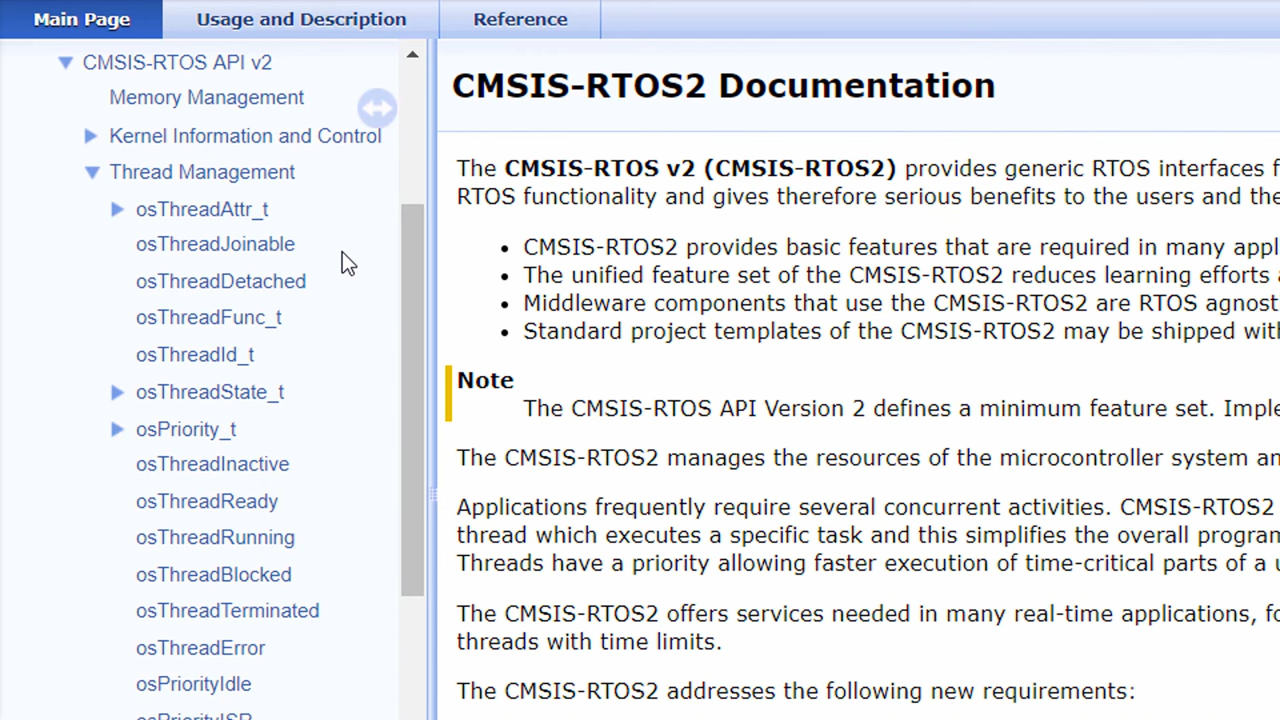 Main Page
Usage and Description
Reference
CMSIS-RTOS API v2
Memory Management
Kernel Information and Control
Thread Management
osThreadAttr_t
osThreadJoinable
osThreadDetached
osThreadFunc_t
osThreadId_t
osThreadState_t
osPriority_t
osThreadInactive
osThreadReady
osThreadRunning
osThreadBlocked
osThreadTerminated
osThreadError
osPriorityIdle
osPriorityISR
CMSIS-RTOS2 Documentation
The CMSIS-RTOS v2 (CMSIS-RTOS2) provides generic RTOS interfaces f
RTOS functionality and gives therefore serious benefits to the users and the
• CMSIS-RTOS2 provides basic features that are required in many appl
• The unified feature set of the CMSIS-RTOS2 reduces learning efforts a
• Middleware components that use the CMSIS-RTOS2 are RTOS agnost
• Standard project templates of the CMSIS-RTOS2 may be shipped with
Note
The CMSIS-RTOS API Version 2 defines a minimum feature set. Imple
The CMSIS-RTOS2 manages the resources of the microcontroller system an
Applications frequently require several concurrent activities. CMSIS-RTOS2
thread which executes a specific task and this simplifies the overall program
Threads have a priority allowing faster execution of time-critical parts of a u
The CMSIS-RTOS2 offers services needed in many real-time applications, fo
threads with time limits.
The CMSIS-RTOS2 addresses the following new requirements: